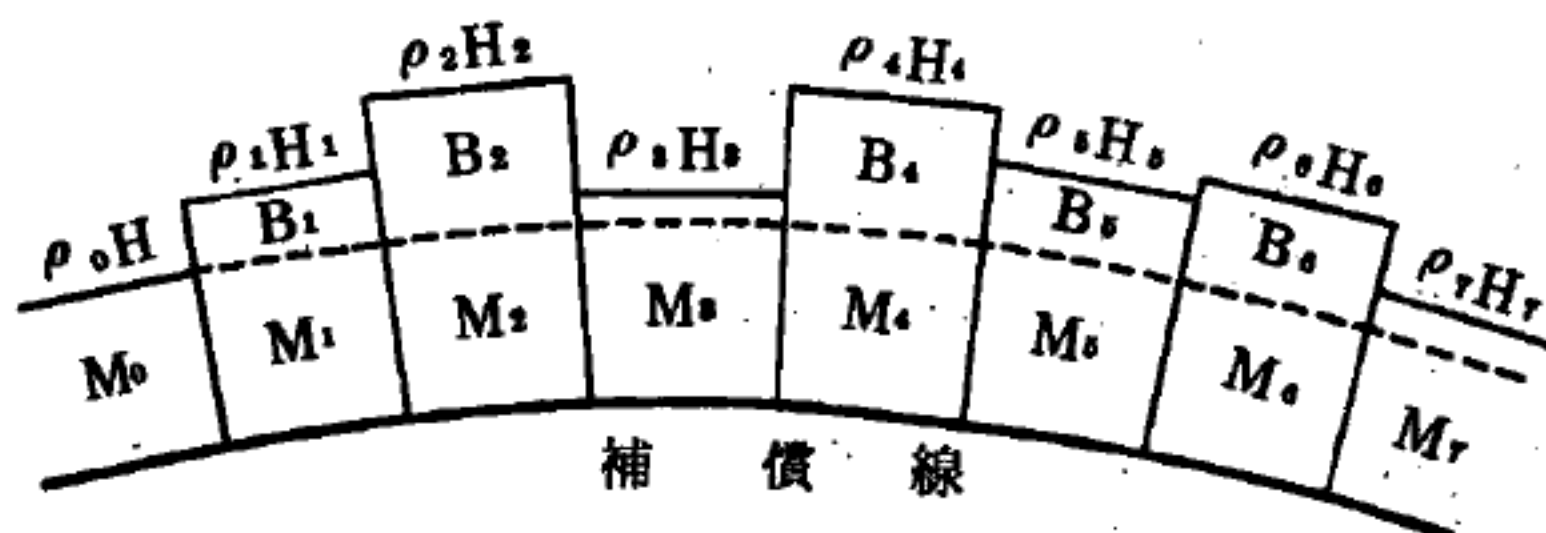 ρ₀H
ρ₁H₁
ρ₂H₂
ρ₃H₃
ρ₄H₄
ρ₅H₅
ρ₆H₆
ρ₇H₇
B₁
B₂
B₄
B₅
B₆
M₀
M₁
M₂
M₃
M₄
M₅
M₆
M₇
補償線